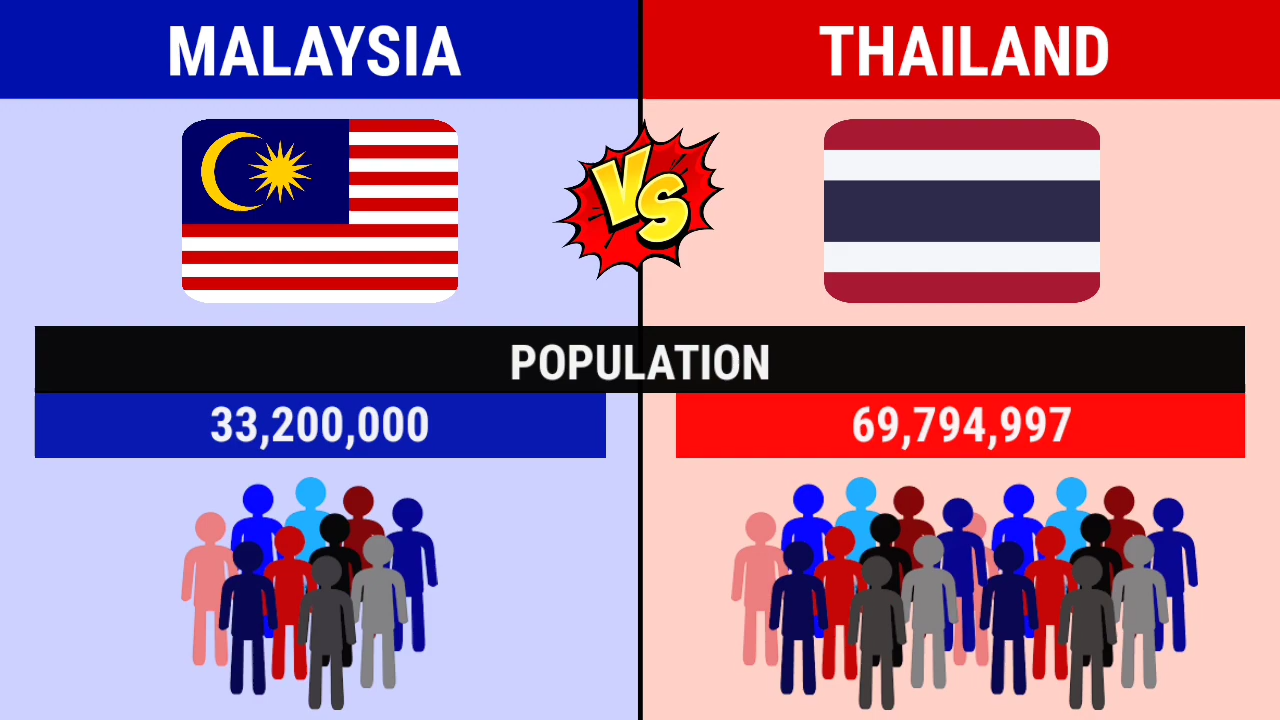 MALAYSIA
THAILAND
VS
POPULATION
33,200,000
69,794,997